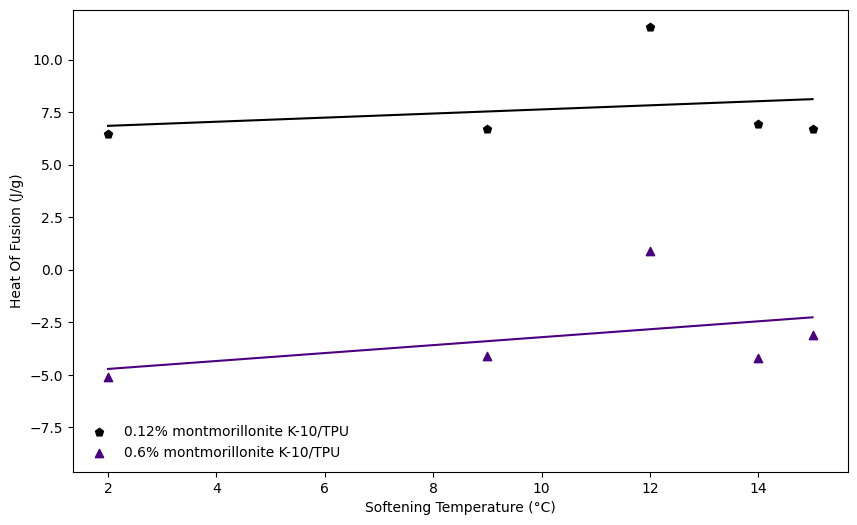 Heat Of Fusion (J/g)
10.0
7.5
5.0
2.5
0.0
−2.5
−5.0
−7.5
0.12% montmorillonite K-10/TPU
0.6% montmorillonite K-10/TPU
2 4 6 8 10 12 14
Softening Temperature (°C)